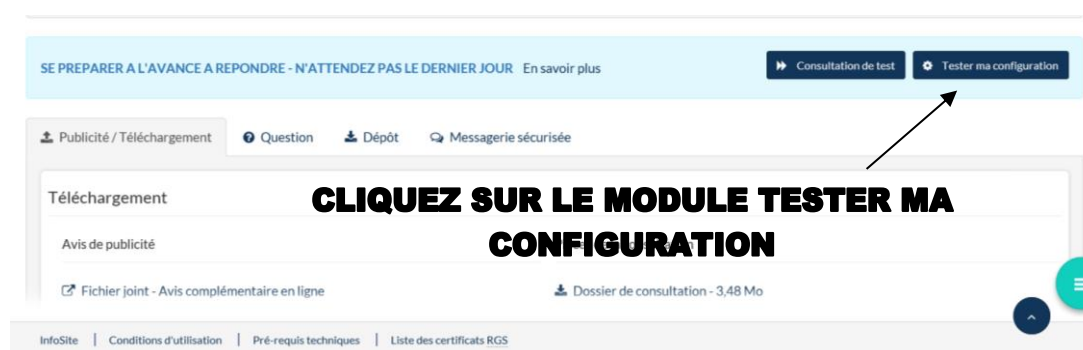 SE PREPARER A L'AVANCE A REPONDRE - N'ATTENDEZ PAS LE DERNIER JOUR En savoir plus
Consultation de test
Tester ma configuration
Publicité / Téléchargement
Question
Dépôt
Messagerie sécurisée
Téléchargement
CLIQUEZ SUR LE MODULE TESTER MA
CONFIGURATION
Avis de publicité
Fichier joint - Avis complémentaire en ligne
Dossier de consultation - 3,48 Mo
InfoSite | Conditions d'utilisation | Pré-requis techniques | Liste des certificats RGS